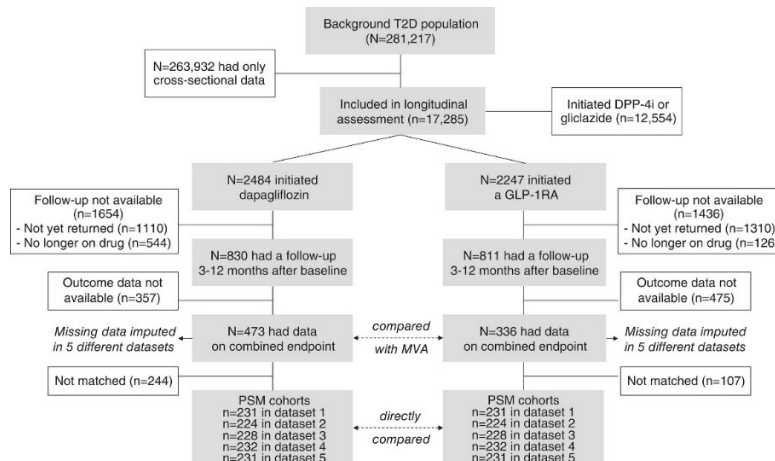 Background T2D population
(N=281,217)
N=263,932 had only
cross-sectional data
Included in longitudinal
assessment (n=17,285)
Initiated DPP-4i or
gliclazide (n=12,554)
N=2484 initiated
dapagliflozin
N=2247 initiated
a GLP-1RA
Follow-up not available
(n=1654)
- Not yet returned (n=1110)
- No longer on drug (n=544)
Follow-up not available
(n=1436)
- Not yet returned (n=1310)
- No longer on drug (n=126
830 had a follow-up
3-12 months after baseline
811 had a follow-up
3-12 months after baseline
Outcome data not
available (n=357)
Outcome data not
available (n=475)
Missing data imputed
in 5 different datasets
N=473 had data
on combined endpoint
compared
with MVA
N=336 had data
on combined endpoint
Missing data imputed
in 5 different datasets
Not matched (n=244)
Not matched (n=107)
PSM cohorts
n=231 in dataset 1
n=224 in dataset 2
n=228 in dataset 3
n=232 in dataset 4
n=231 in dataset 5
directly
compared
PSM cohorts
n=231 in dataset 1
n=224 in dataset 2
n=228 in dataset 3
n=232 in dataset 4
n=231 in dataset 5